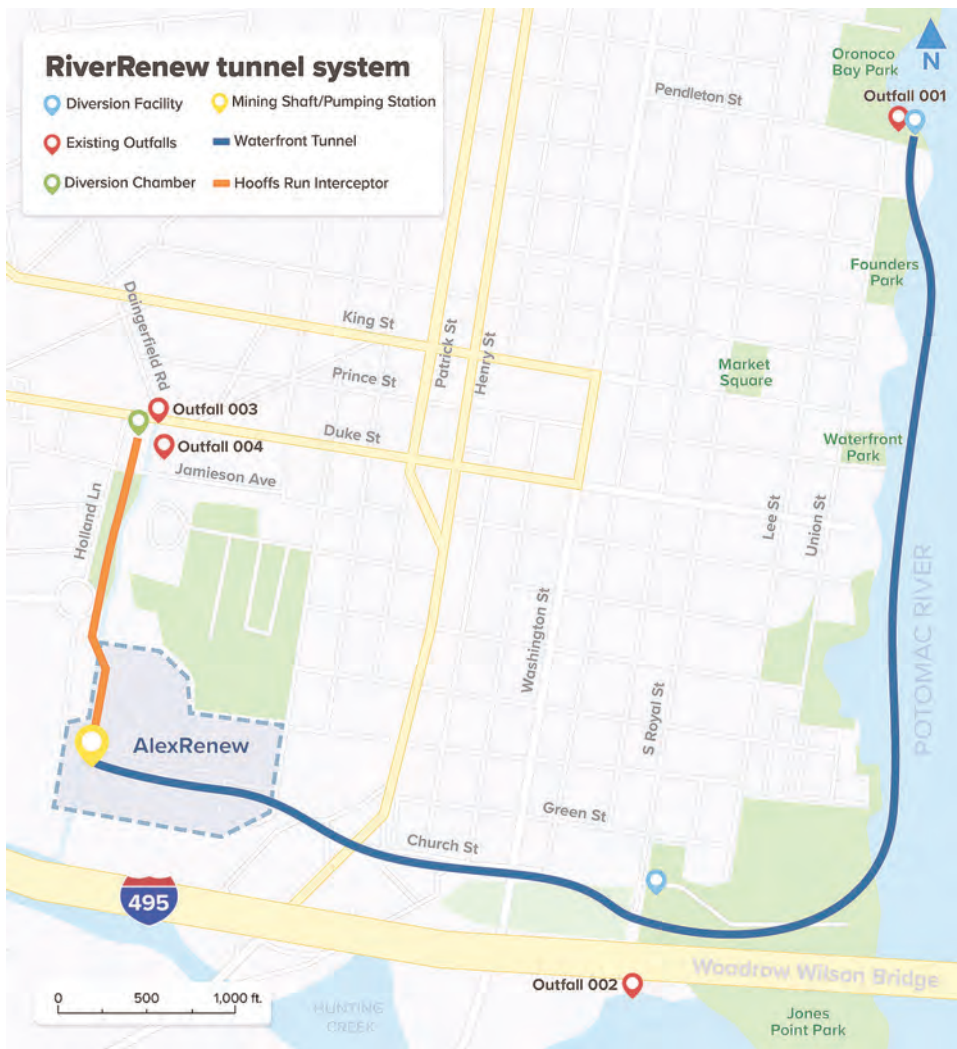 RiverRenew tunnel system
Diversion Facility
Mining Shaft/Pumping Station
Existing Outfalls
Waterfront Tunnel
Diversion Chamber
Hooffs Run Interceptor
N
Oronoco
Bay Park
Outfall 001
Pendleton St
Founders
Park
Daingerfield Rd
King St
Patrick St
Henry St
Prince St
Market
Square
Outfall 003
Duke St
Outfall 004
Waterfront
Park
Jamieson Ave
Holland Ln
Lee St
Union St
POTOMAC RIVER
Washington St
S Royal St
AlexRenew
Green St
Church St
495
Woodrow Wilson Bridge
Outfall 002
0 500 1,000 ft.
HUNTING
CREEK
Jones
Point Park